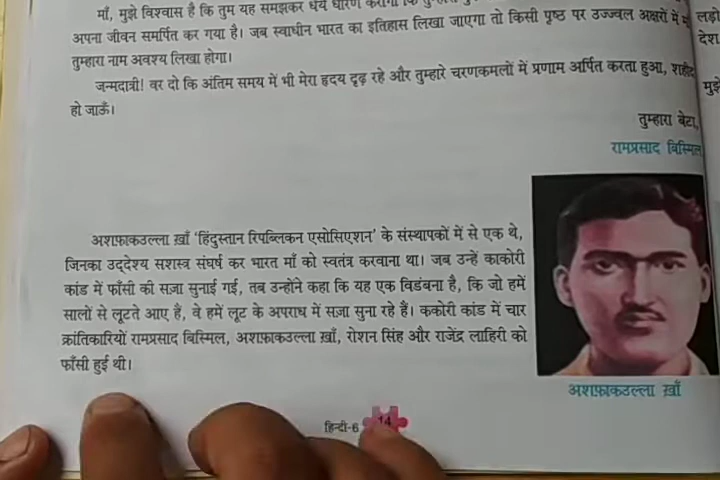 माँ, मुझे विश्वास है कि तुम यह समझकर धैर्य धारण करोगी कि
अपना जीवन समर्पित कर गया है। जब स्वाधीन भारत का इतिहास लिखा जाएगा तो किसी पृष्ठ पर उज्ज्वल अक्षरों में
तुम्हारा नाम अवश्य लिखा होगा।
जन्मदात्री! वर दो कि अंतिम समय में भी मेरा हृदय दृढ़ रहे और तुम्हारे चरणकमलों में प्रणाम अर्पित करता हुआ, शहीद
हो जाऊँ।
तुम्हारा बेटा,
रामप्रसाद बिस्मिल
अशफ़ाकउल्ला ख़ाँ 'हिंदुस्तान रिपब्लिकन एसोसिएशन' के संस्थापकों में से एक थे,
जिनका उद्देश्य सशस्त्र संघर्ष कर भारत माँ को स्वतंत्र करवाना था। जब उन्हें काकोरी
कांड में फाँसी की सज़ा सुनाई गई, तब उन्होंने कहा कि यह एक विडंबना है, कि जो हमें
सालों से लूटते आए हैं, वे हमें लूट के अपराध में सज़ा सुना रहे हैं। ककोरी कांड में चार
क्रांतिकारियों रामप्रसाद बिस्मिल, अशफ़ाकउल्ला ख़ाँ, रोशन सिंह और राजेंद्र लाहिरी को
फाँसी हुई थी।
अशफ़ाकउल्ला ख़ाँ
हिन्दी-6 14
लड़ो
देश
मुझे